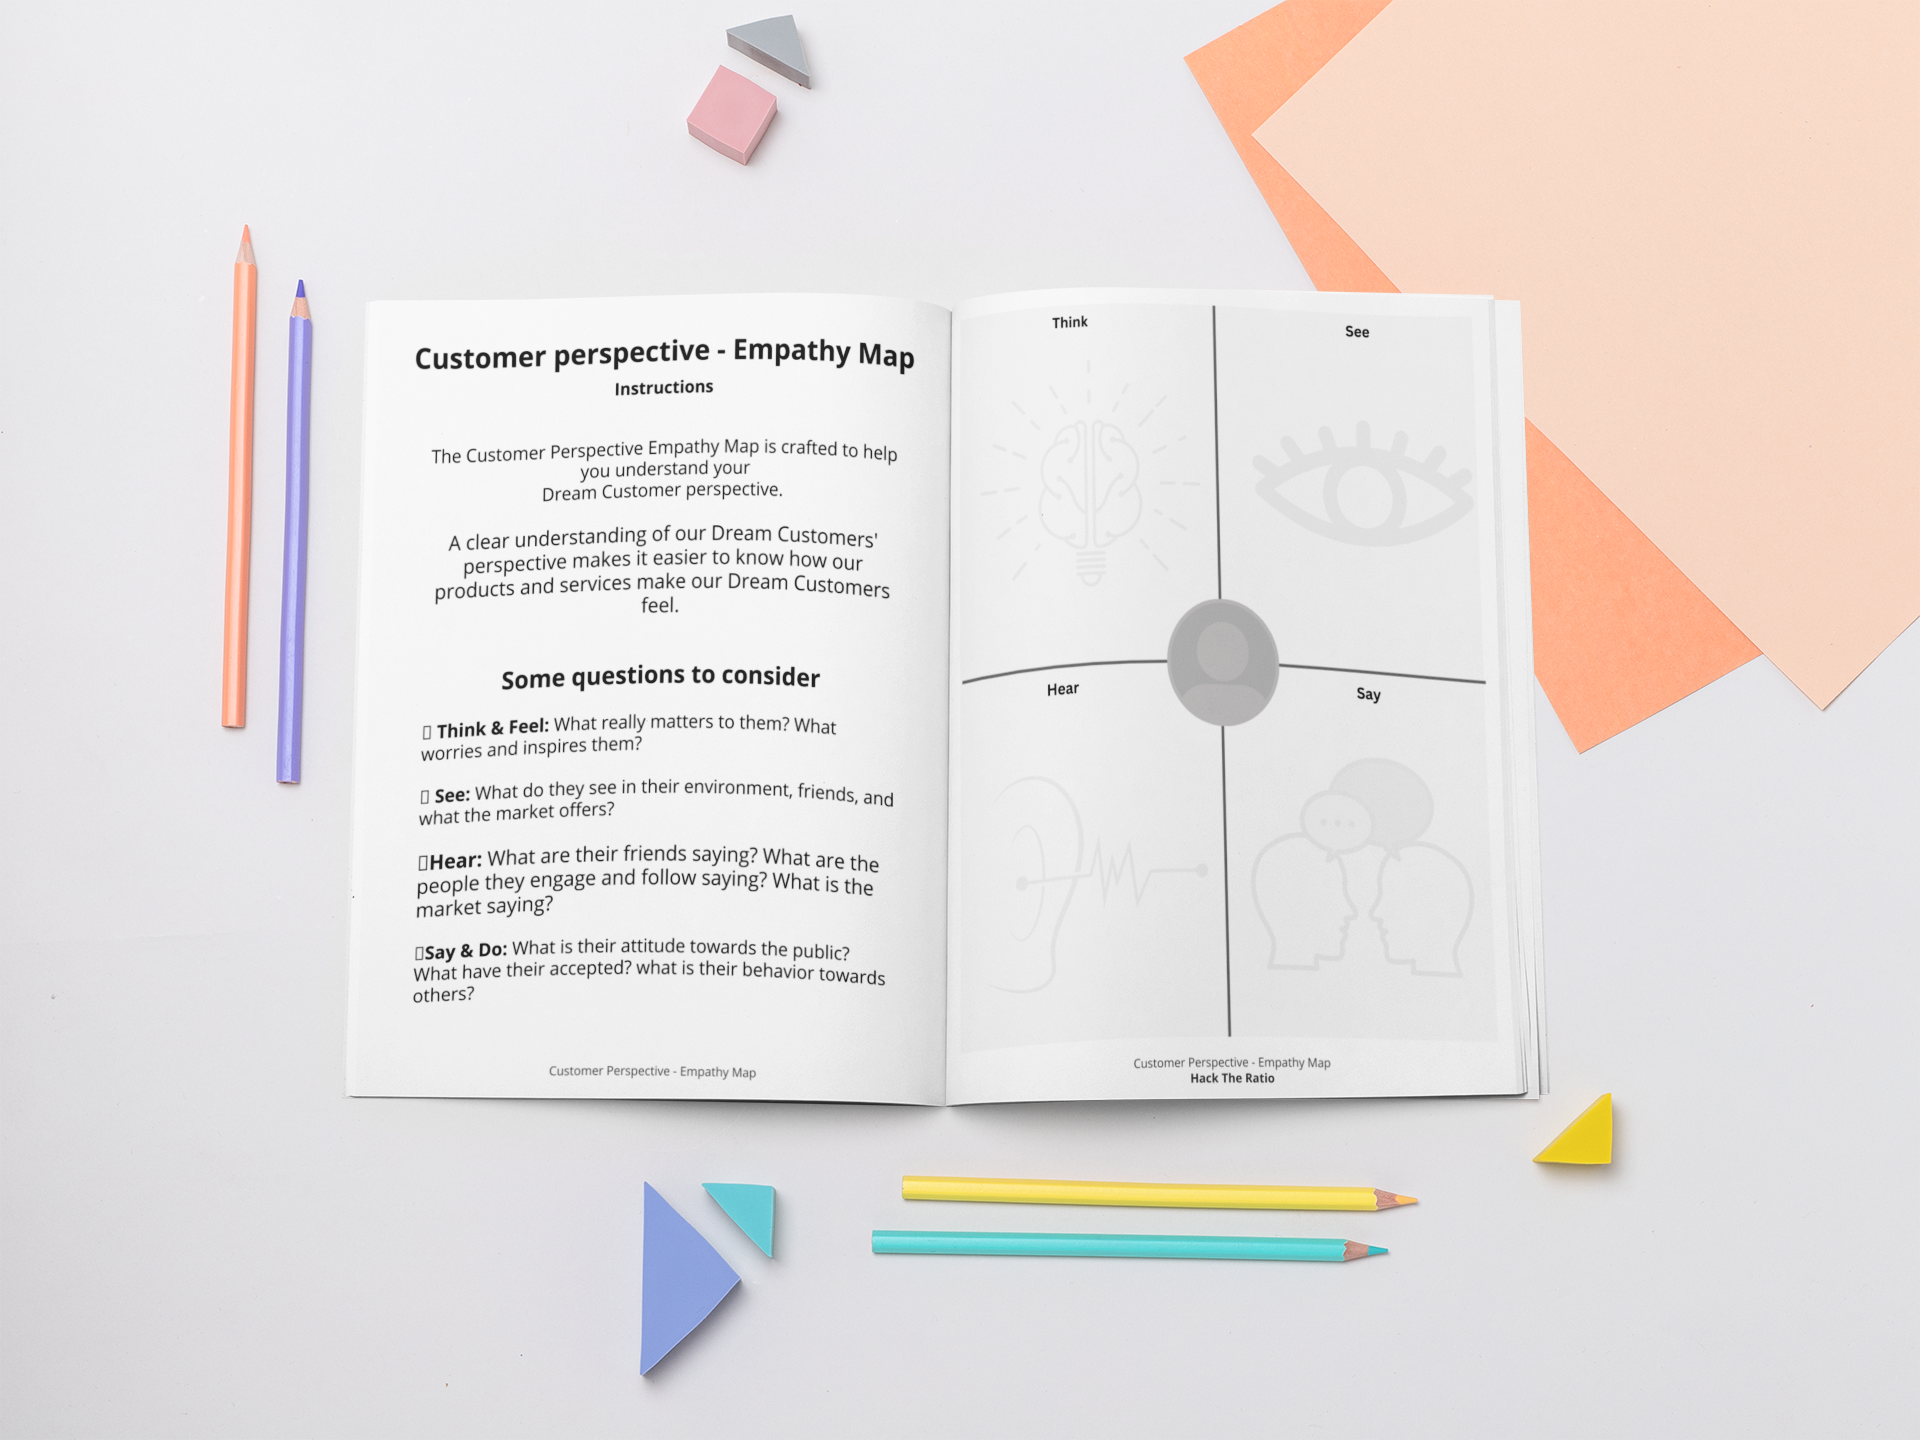 Customer perspective - Empathy Map
Instructions
The Customer Perspective Empathy Map is crafted to help
you understand your
Dream Customer perspective.
A clear understanding of our Dream Customers'
perspective makes it easier to know how our
products and services make our Dream Customers
feel.
Some questions to consider
▯ Think & Feel: What really matters to them? What
worries and inspires them?
▯ See: What do they see in their environment, friends, and
what the market offers?
▯Hear: What are their friends saying? What are the
people they engage and follow saying? What is the
market saying?
▯Say & Do: What is their attitude towards the public?
What have their accepted? what is their behavior towards
others?
Customer Perspective - Empathy Map
Think
See
Hear
Say
Customer Perspective - Empathy Map
Hack The Ratio